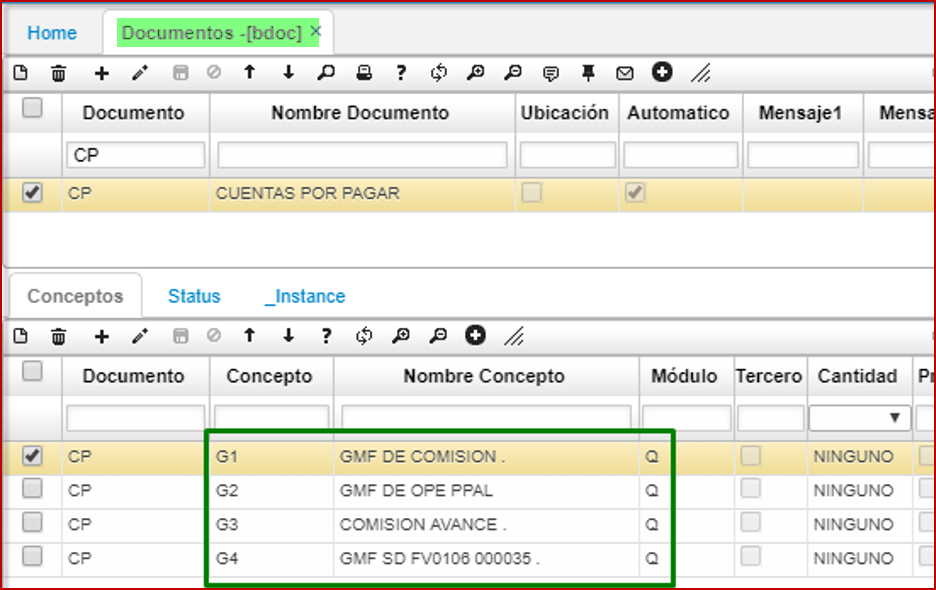 Home Documentos -[bdoc] ×
Documento Nombre Documento Ubicación Automatico Mensaje1 Mensa
CP
CP CUENTAS POR PAGAR
Conceptos Status _Instance
Documento Concepto Nombre Concepto Módulo Tercero Cantidad Pr
CP G1 GMF DE COMISION . Q NINGUNO
CP G2 GMF DE OPE PPAL Q NINGUNO
CP G3 COMISION AVANCE . Q NINGUNO
CP G4 GMF SD FV0106 000035 . Q NINGUNO